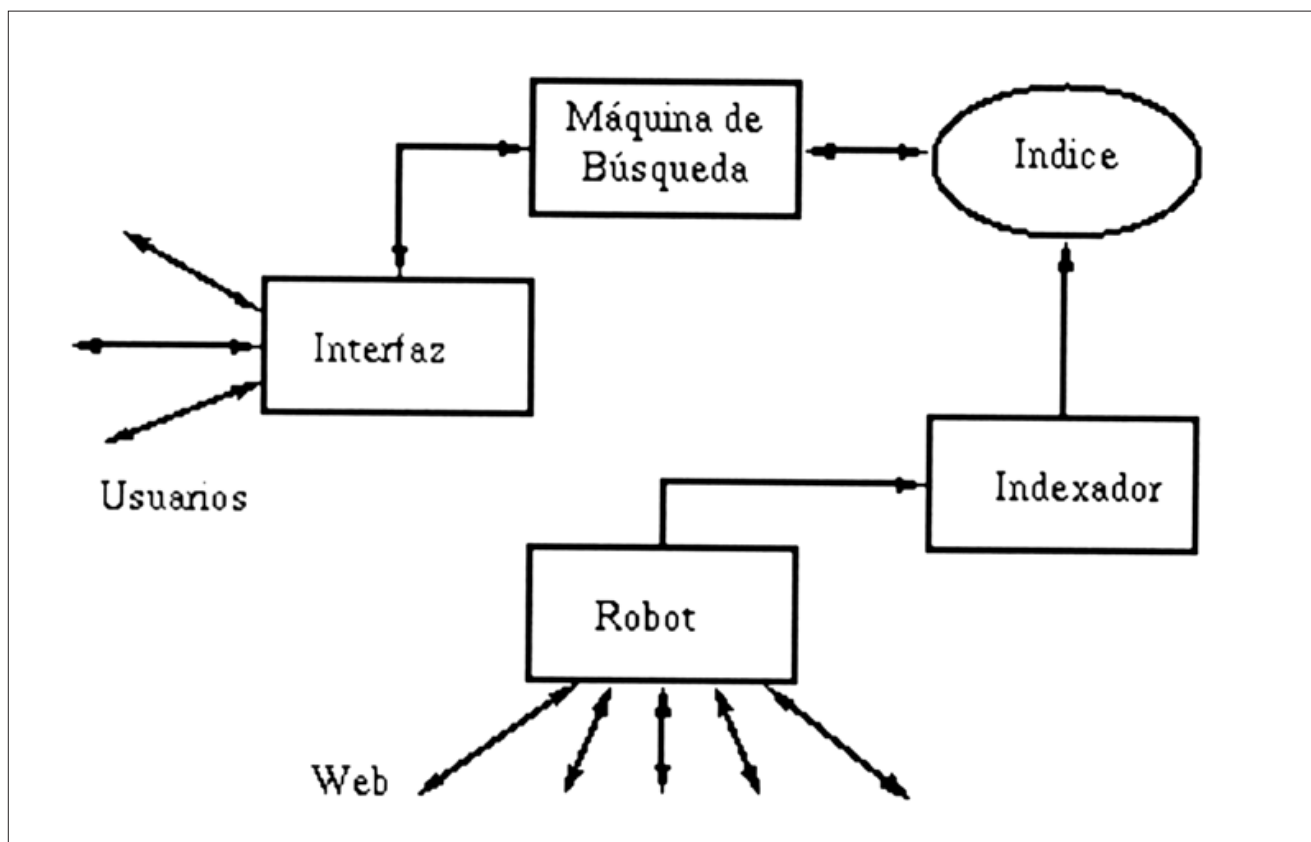 Máquina de
Búsqueda
Indice
Interfaz
Usuarios
Indexador
Robot
Web